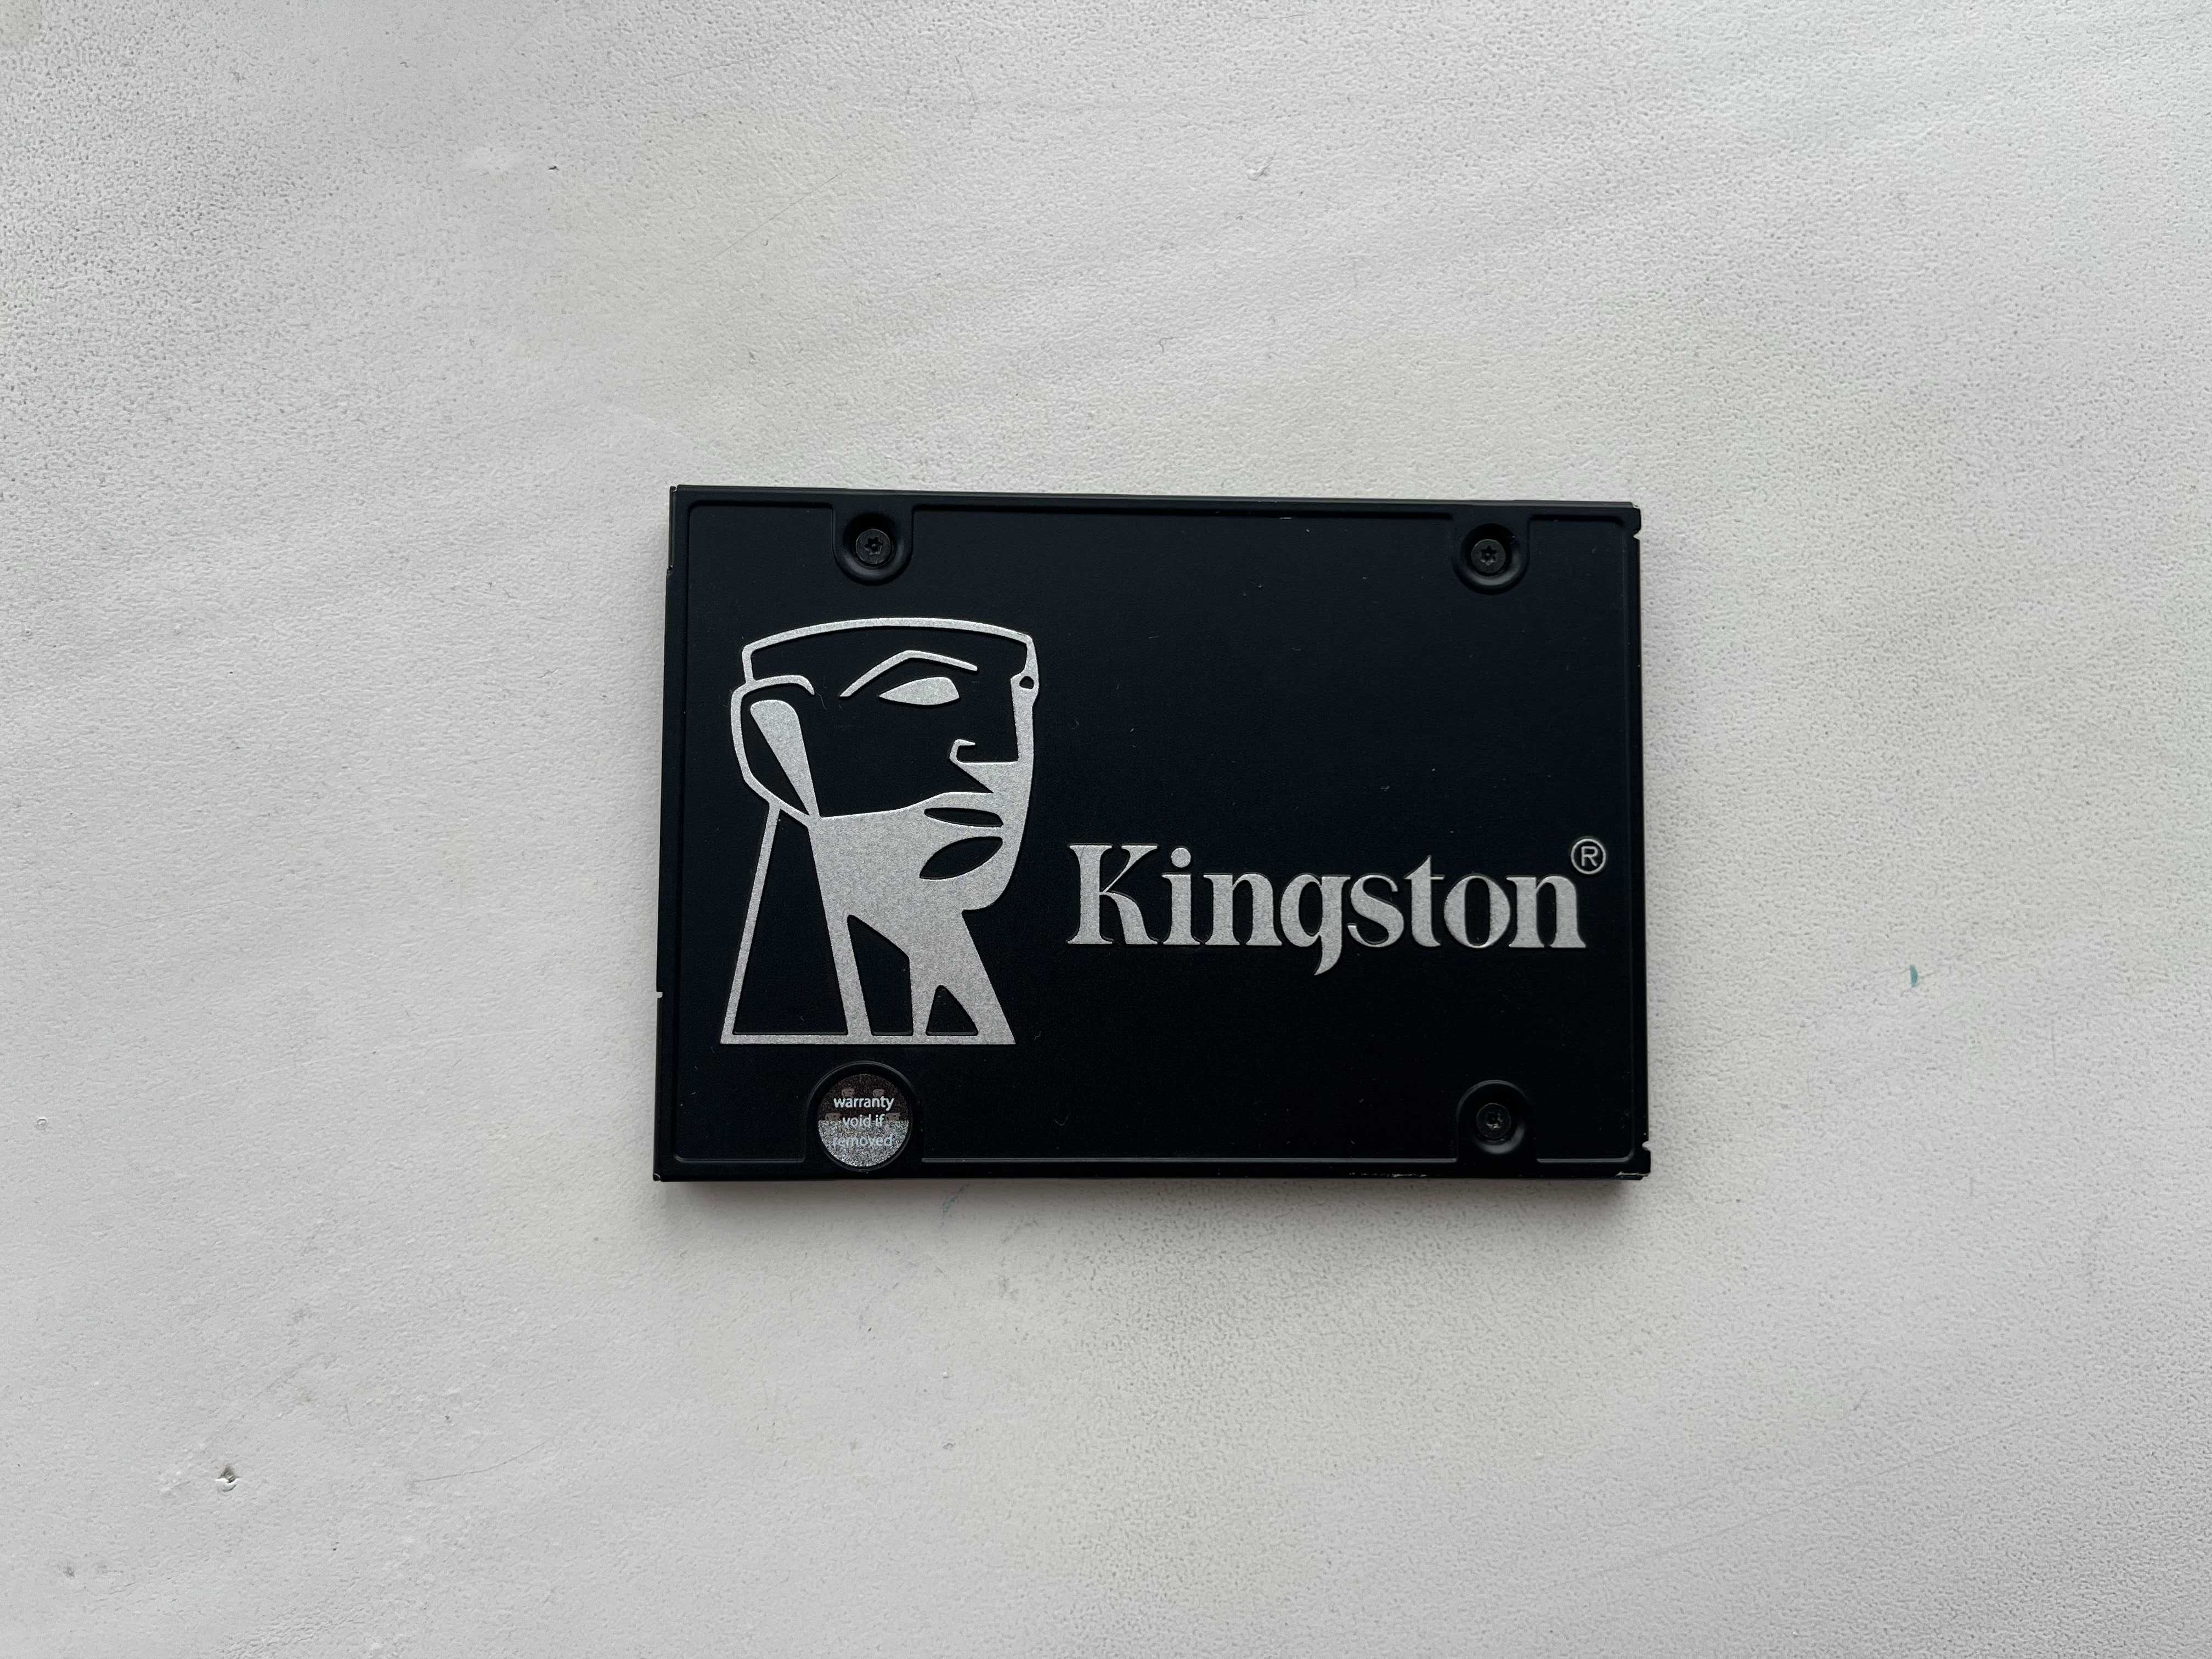 Kingston®
warranty
void if
removed